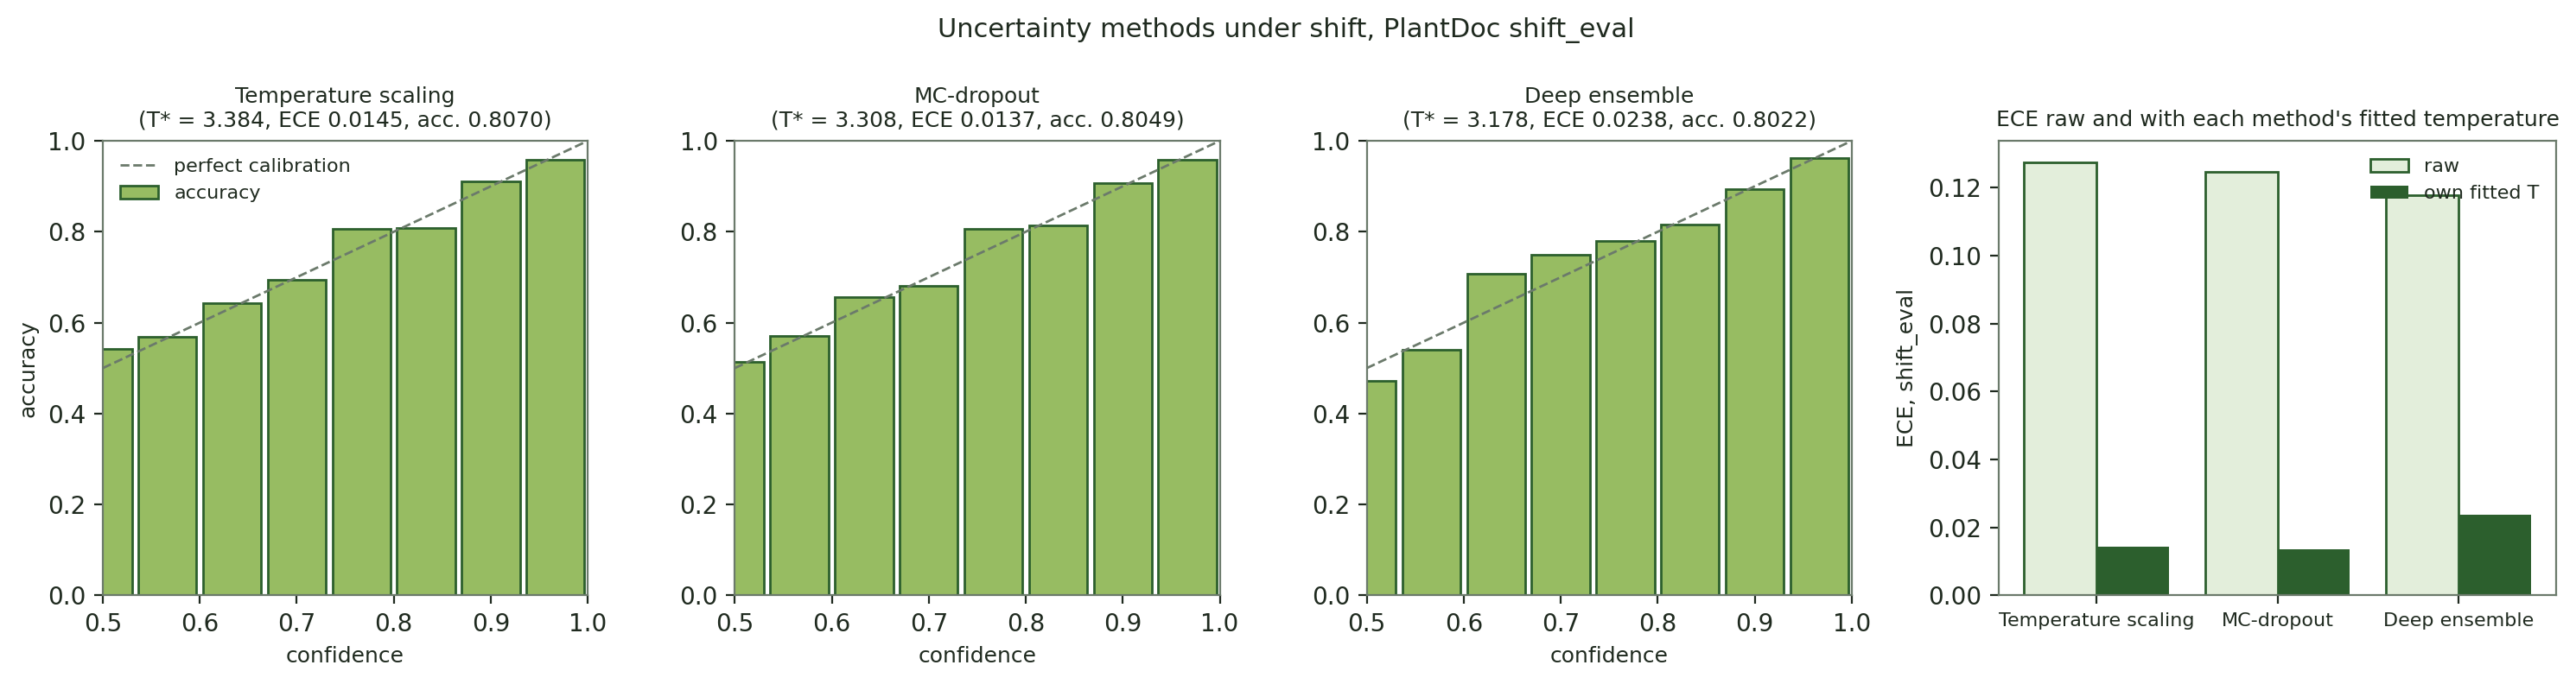 Uncertainty methods under shift, PlantDoc shift_eval
Temperature scaling
(T* = 3.384, ECE 0.0145, acc. 0.8070)
perfect calibration
accuracy
1.0
0.8
0.6
0.4
0.2
0.0
accuracy
0.5 0.6 0.7 0.8 0.9 1.0
confidence
MC-dropout
(T* = 3.308, ECE 0.0137, acc. 0.8049)
1.0
0.8
0.6
0.4
0.2
0.0
0.5 0.6 0.7 0.8 0.9 1.0
confidence
Deep ensemble
(T* = 3.178, ECE 0.0238, acc. 0.8022)
1.0
0.8
0.6
0.4
0.2
0.0
0.5 0.6 0.7 0.8 0.9 1.0
confidence
ECE raw and with each method's fitted temperature
raw
own fitted T
0.12
0.10
0.08
0.06
0.04
0.02
0.00
ECE, shift_eval
Temperature scaling MC-dropout Deep ensemble